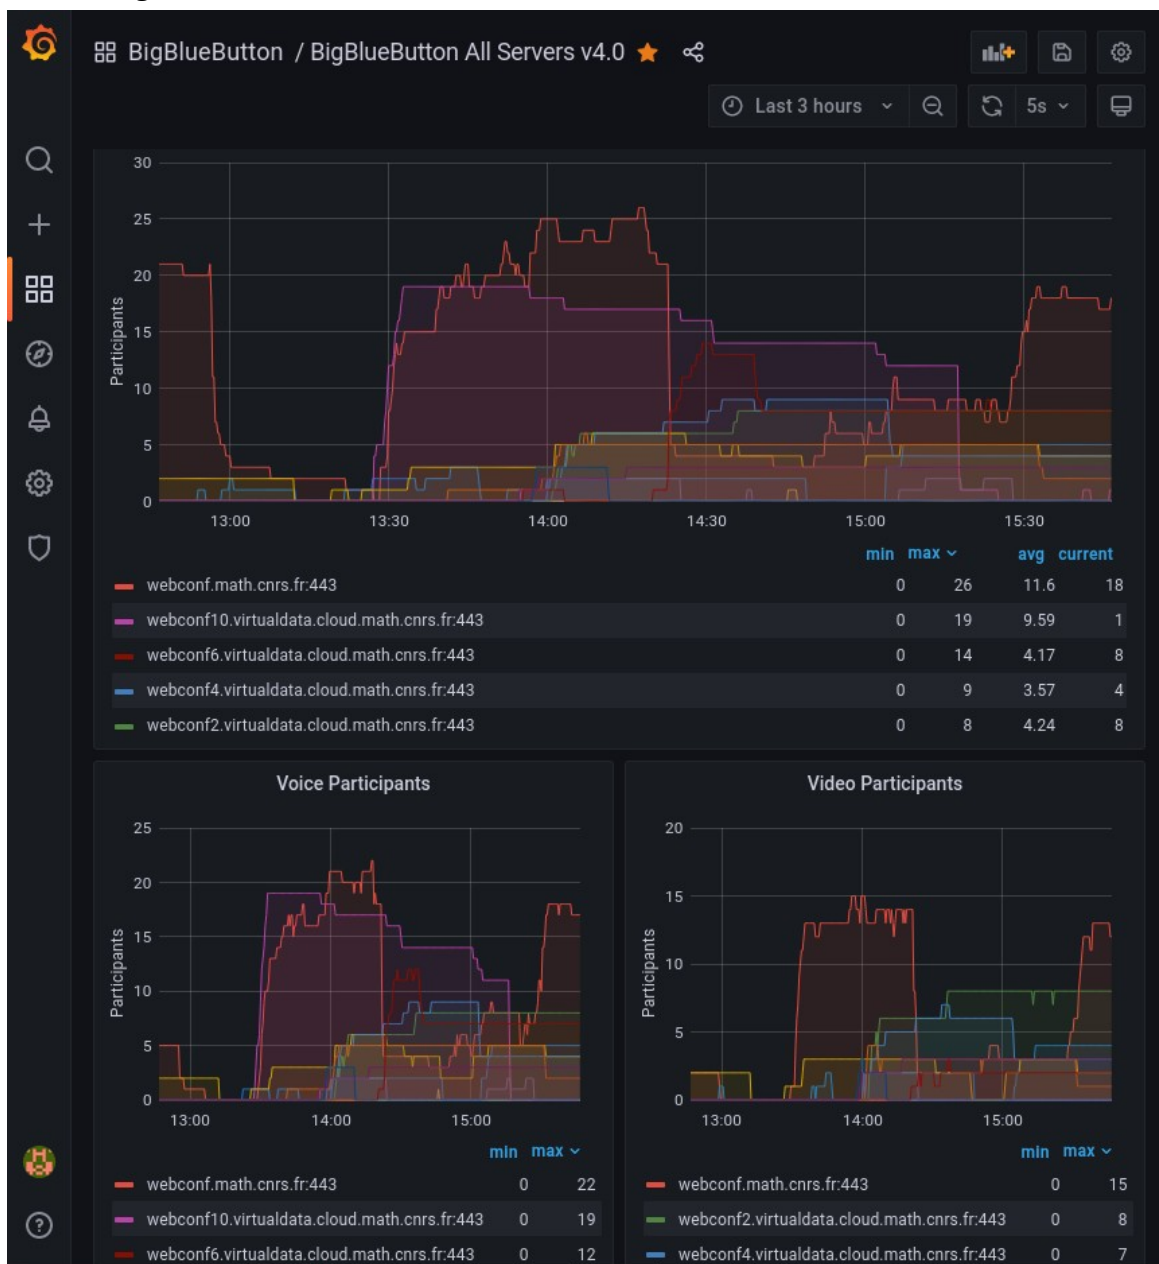 BigBlueButton / BigBlueButton All Servers v4.0
Last 3 hours 5s
30
25
20
15
10
5
0
Participants
13:00 13:30 14:00 14:30 15:00 15:30
min max avg current
webconf.math.cnrs.fr:443 0 26 11.6 18
webconf10.virtualdata.cloud.math.cnrs.fr:443 0 19 9.59 1
webconf6.virtualdata.cloud.math.cnrs.fr:443 0 14 4.17 8
webconf4.virtualdata.cloud.math.cnrs.fr:443 0 9 3.57 4
webconf2.virtualdata.cloud.math.cnrs.fr:443 0 8 4.24 8
Voice Participants
25
20
15
10
5
0
Participants
13:00 14:00 15:00
min max
webconf.math.cnrs.fr:443 0 22
webconf10.virtualdata.cloud.math.cnrs.fr:443 0 19
webconf6.virtualdata.cloud.math.cnrs.fr:443 0 12
Video Participants
20
15
10
5
0
Participants
13:00 14:00 15:00
min max
webconf.math.cnrs.fr:443 0 15
webconf2.virtualdata.cloud.math.cnrs.fr:443 0 8
webconf4.virtualdata.cloud.math.cnrs.fr:443 0 7